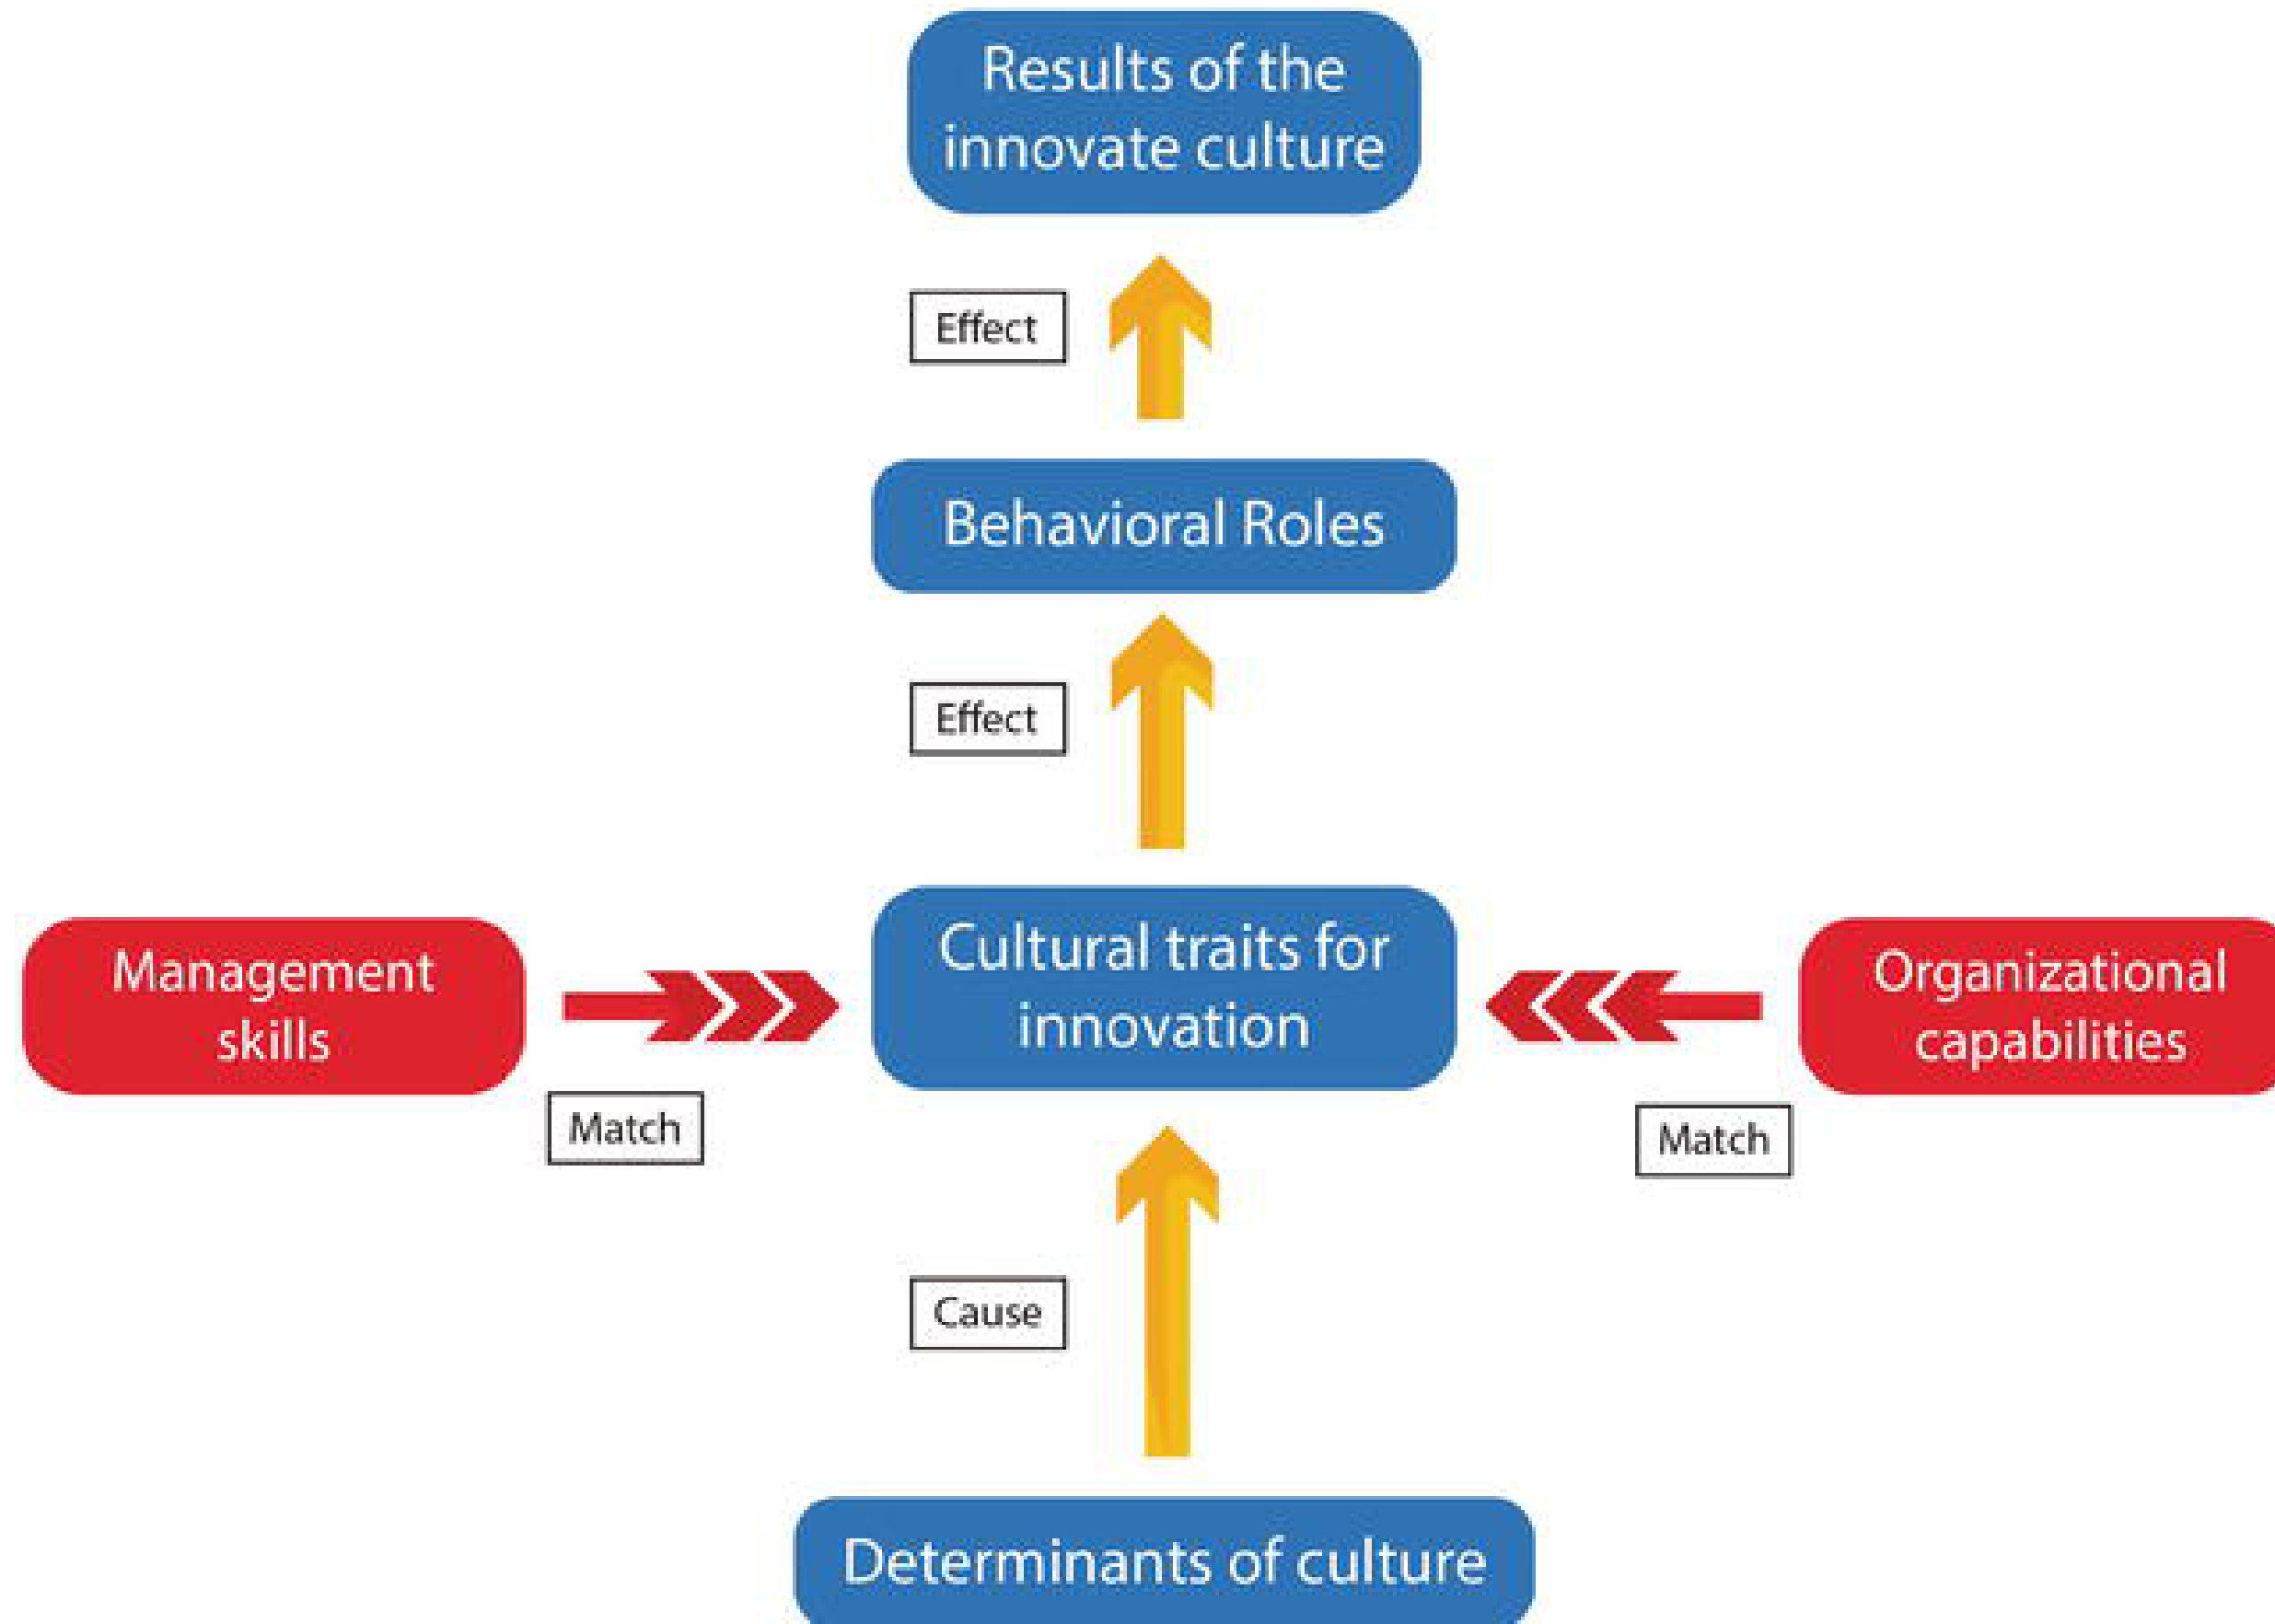 Results of the
innovate culture
Effect
Behavioral Roles
Effect
Management
skills
Cultural traits for
innovation
Organizational
capabilities
Match
Match
Cause
Determinants of culture